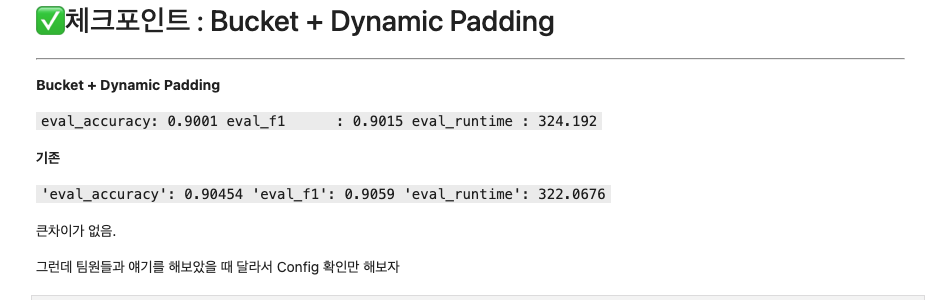 ✅체크포인트 : Bucket + Dynamic Padding
Bucket + Dynamic Padding
eval_accuracy: 0.9001 eval_f1      : 0.9015 eval_runtime : 324.192
기존
'eval_accuracy': 0.90454 'eval_f1': 0.9059 'eval_runtime': 322.0676
큰차이가 없음.
그런데 팀원들과 얘기를 해보았을 때 달라서 Config 확인만 해보자